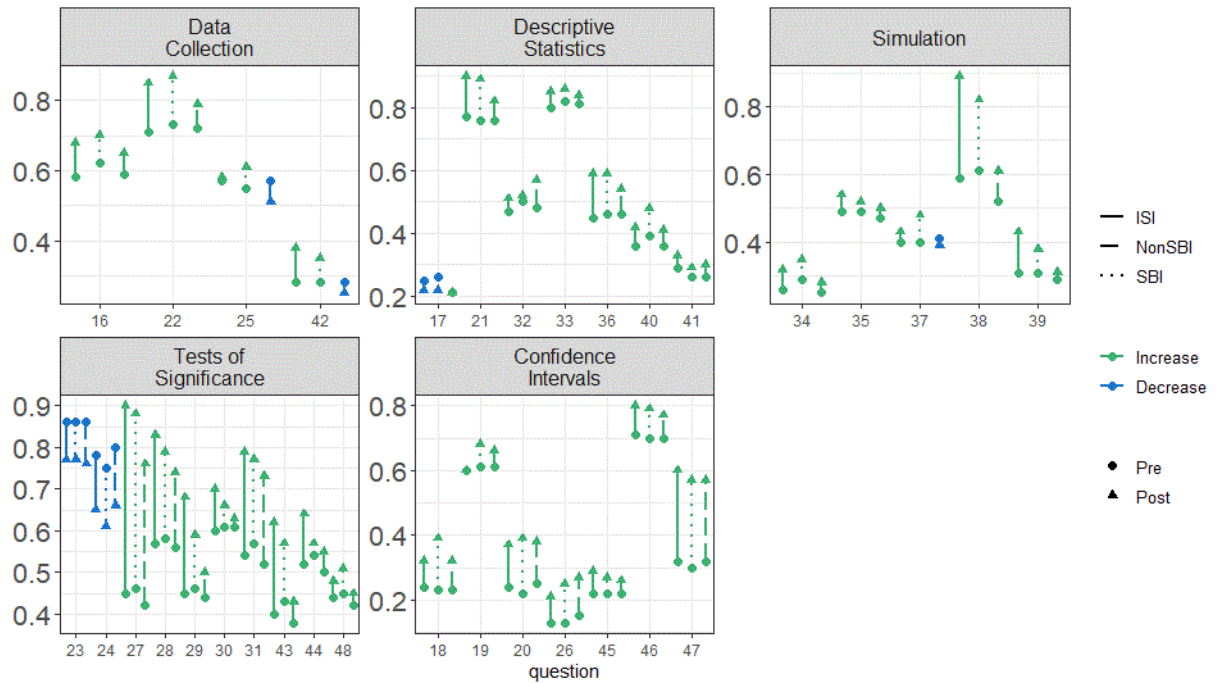 Data
Collection
Descriptive
Statistics
Simulation
0.8
0.6
0.4
16 22 25 42
0.8
0.6
0.4
0.2
17 21 32 33 36 40 41
0.8
0.6
0.4
34 35 37 38 39
ISI
NonSBI
SBI
Increase
Decrease
Pre
Post
Tests of
Significance
Confidence
Intervals
0.9
0.8
0.7
0.6
0.5
0.4
23 24 27 28 29 30 31 43 44 48
0.8
0.6
0.4
0.2
18 19 20 26 45 46 47
question